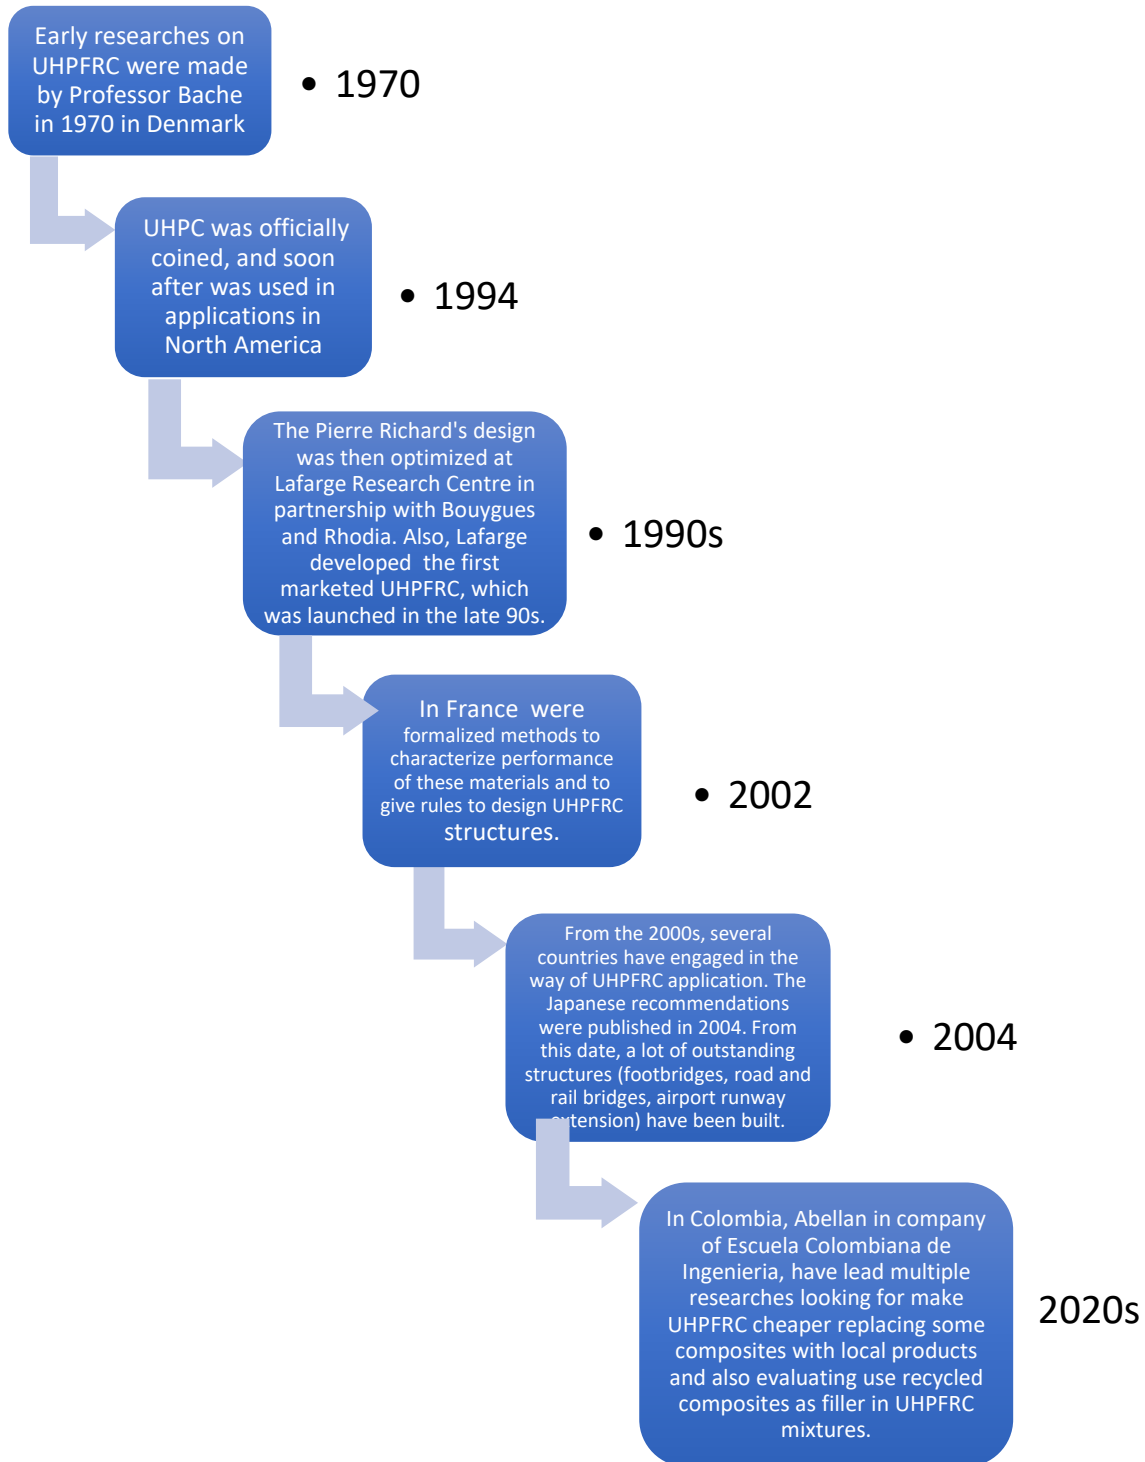 Early researches on
UHPFRC were made
by Professor Bache
in 1970 in Denmark
• 1970
UHPC was officially
coined, and soon
after was used in
applications in
North America
• 1994
The Pierre Richard's design
was then optimized at
Lafarge Research Centre in
partnership with Bouygues
and Rhodia. Also, Lafarge
developed the first
marketed UHPFRC, which
was launched in the late 90s.
• 1990s
In France were
formalized methods to
characterize performance
of these materials and to
give rules to design UHPFRC
structures.
• 2002
From the 2000s, several
countries have engaged in the
way of UHPFRC application. The
Japanese recommendations
were published in 2004. From
this date, a lot of outstanding
structures (footbridges, road and
rail bridges, airport runway
extension) have been built.
• 2004
In Colombia, Abellan in company
of Escuela Colombiana de
Ingenieria, have lead multiple
researches looking for make
UHPFRC cheaper replacing some
composites with local products
and also evaluating use recycled
composites as filler in UHPFRC
mixtures.
2020s